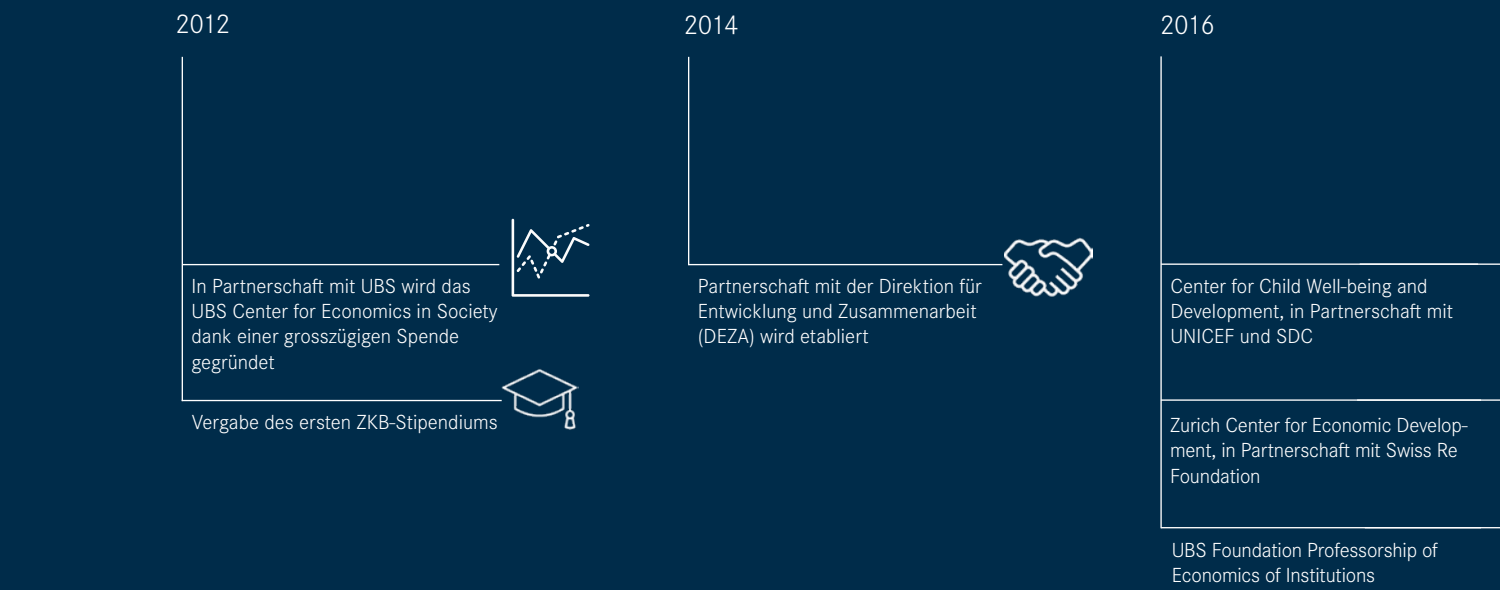 2012
In Partnerschaft mit UBS wird das
UBS Center for Economics in Society
dank einer grosszügigen Spende
gegründet
Vergabe des ersten ZKB-Stipendiums
2014
Partnerschaft mit der Direktion für
Entwicklung und Zusammenarbeit
(DEZA) wird etabliert
2016
Center for Child Well-being and
Development, in Partnerschaft mit
UNICEF und SDC
Zurich Center for Economic Develop-
ment, in Partnerschaft mit Swiss Re
Foundation
UBS Foundation Professorship of
Economics of Institutions